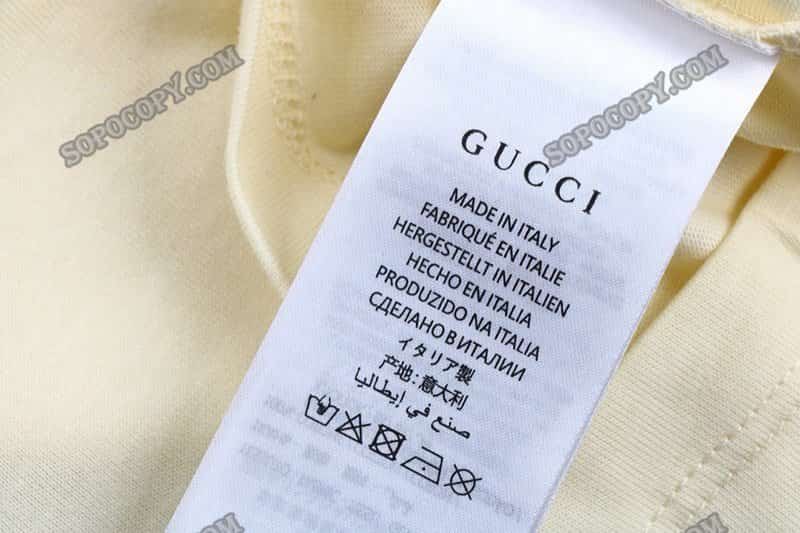 SOPOCOPY.COM
SOPOCOPY.COM
GUCCI
MADE IN ITALY
FABRIQUÉ EN ITALIE
HERGESTELLT IN ITALIEN
HECHO EN ITALIA
PRODUZIDO NA ITALIA
СДЕЛАНО В ИТАЛИИ
イタリア製
产地:意大利
صنع في إيطاليا